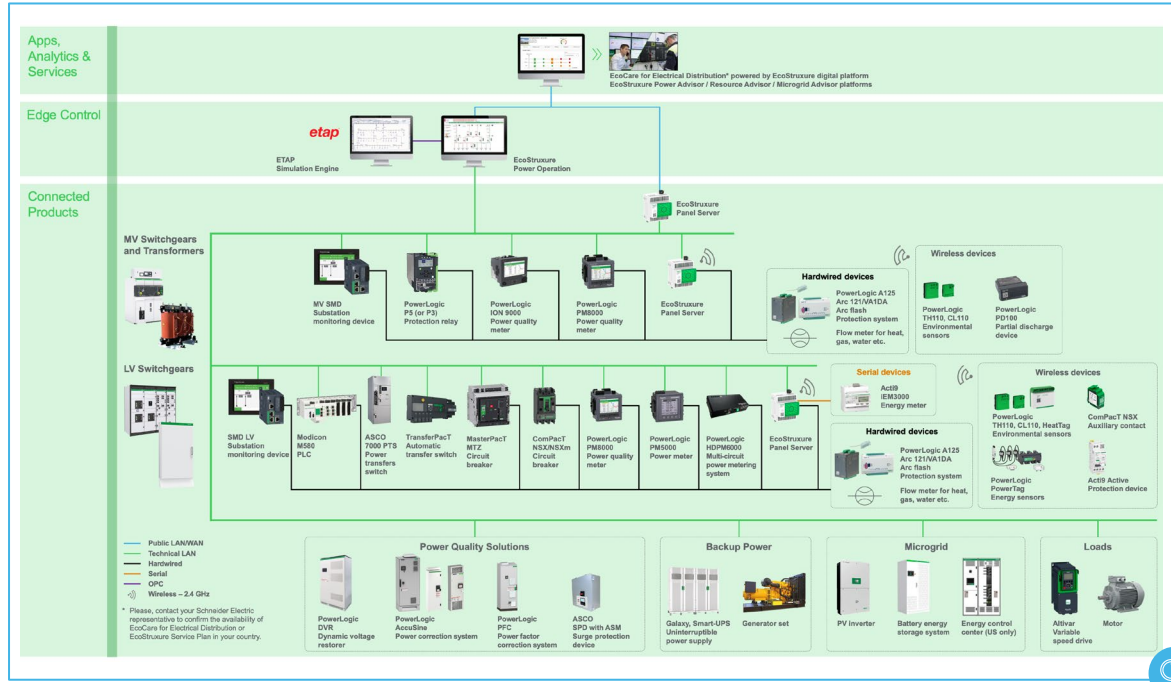 Apps,
Analytics &
Services
EcoCare for Electrical Distribution* powered by EcoStruxure digital platform
EcoStruxure Power Advisor / Resource Advisor / Microgrid Advisor platforms
Edge Control
etap
ETAP
Simulation Engine
EcoStruxure
Power Operation
Connected
Products
EcoStruxure
Panel Server
MV Switchgears
and Transformers
MV SMD
Substation
monitoring device
PowerLogic
P5 (or P3)
Protection relay
PowerLogic
ION 9000
Power quality
meter
PowerLogic
PM8000
Power quality
meter
EcoStruxure
Panel Server
Hardwired devices
PowerLogic A125
Arc 121/VA1DA
Arc flash
Protection system
Flow meter for heat,
gas, water etc.
Wireless devices
PowerLogic
TH110, CL110
Environmental
sensors
PowerLogic
PD100
Partial discharge
device
LV Switchgears
SMD LV
Substation
monitoring device
Modicon
M580
PLC
ASCO
7000 PTS
Power
transfers
switch
TransferPacT
Automatic
transfer switch
MasterPacT
MTZ
Circuit
breaker
ComPacT
NSX/NSXm
Circuit
breaker
PowerLogic
PM8000
Power quality
meter
PowerLogic
PM5000
Power meter
PowerLogic
HDPM6000
Multi-circuit
power metering
system
EcoStruxure
Panel Server
Serial devices
Acti9
iEM3000
Energy meter
Hardwired devices
PowerLogic A125
Arc 121/VA1DA
Arc flash
Protection system
Flow meter for heat,
gas, water etc.
Wireless devices
PowerLogic
TH110, CL110, HeatTag
Environmental sensors
ComPacT NSX
Auxiliary contact
PowerLogic
PowerTag
Energy sensors
Acti9 Active
Protection device
Public LAN/WAN
Technical LAN
Hardwired
Serial
OPC
Wireless – 2.4 GHz
* Please, contact your Schneider Electric
representative to confirm the availability of
EcoCare for Electrical Distribution or
EcoStruxure Service Plan in your country.
Power Quality Solutions
PowerLogic
DVR
Dynamic voltage
restorer
PowerLogic
AccuSine
Power correction system
PowerLogic
PFC
Power factor
correction system
ASCO
SPD with ASM
Surge protection
device
Backup Power
Galaxy, Smart-UPS
Uninterruptible
power supply
Generator set
Microgrid
PV inverter
Battery energy
storage system
Energy control
center (US only)
Loads
Altivar
Variable
speed drive
Motor